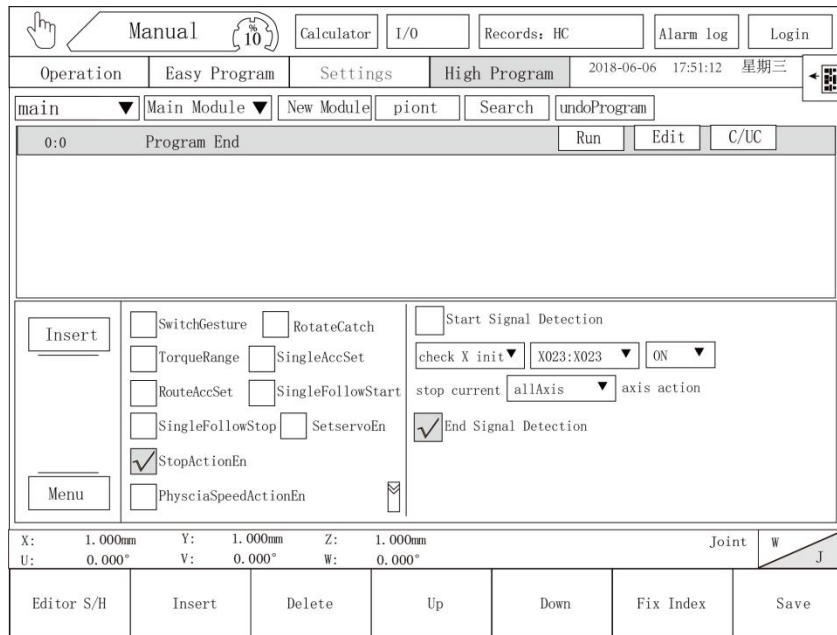 Manual % 10 Calculator I/O Records: HC Alarm log Login
Operation Easy Program Settings High Program 2018-06-06 17:51:12 星期三
main Main Module New Module piont Search undoProgram
0:0 Program End Run Edit C/UC
Insert
Menu
SwitchGesture RotateCatch
TorqueRange SingleAccSet
RouteAccSet SingleFollowStart
SingleFollowStop SetservoEn
StopActionEn
PhysciaSpeedActionEn
Start Signal Detection
check X init X023:X023 ON
stop current allAxis axis action
End Signal Detection
X: 1.000mm Y: 1.000mm Z: 1.000mm Joint W
U: 0.000° V: 0.000° W: 0.000° J
Editor S/H Insert Delete Up Down Fix Index Save